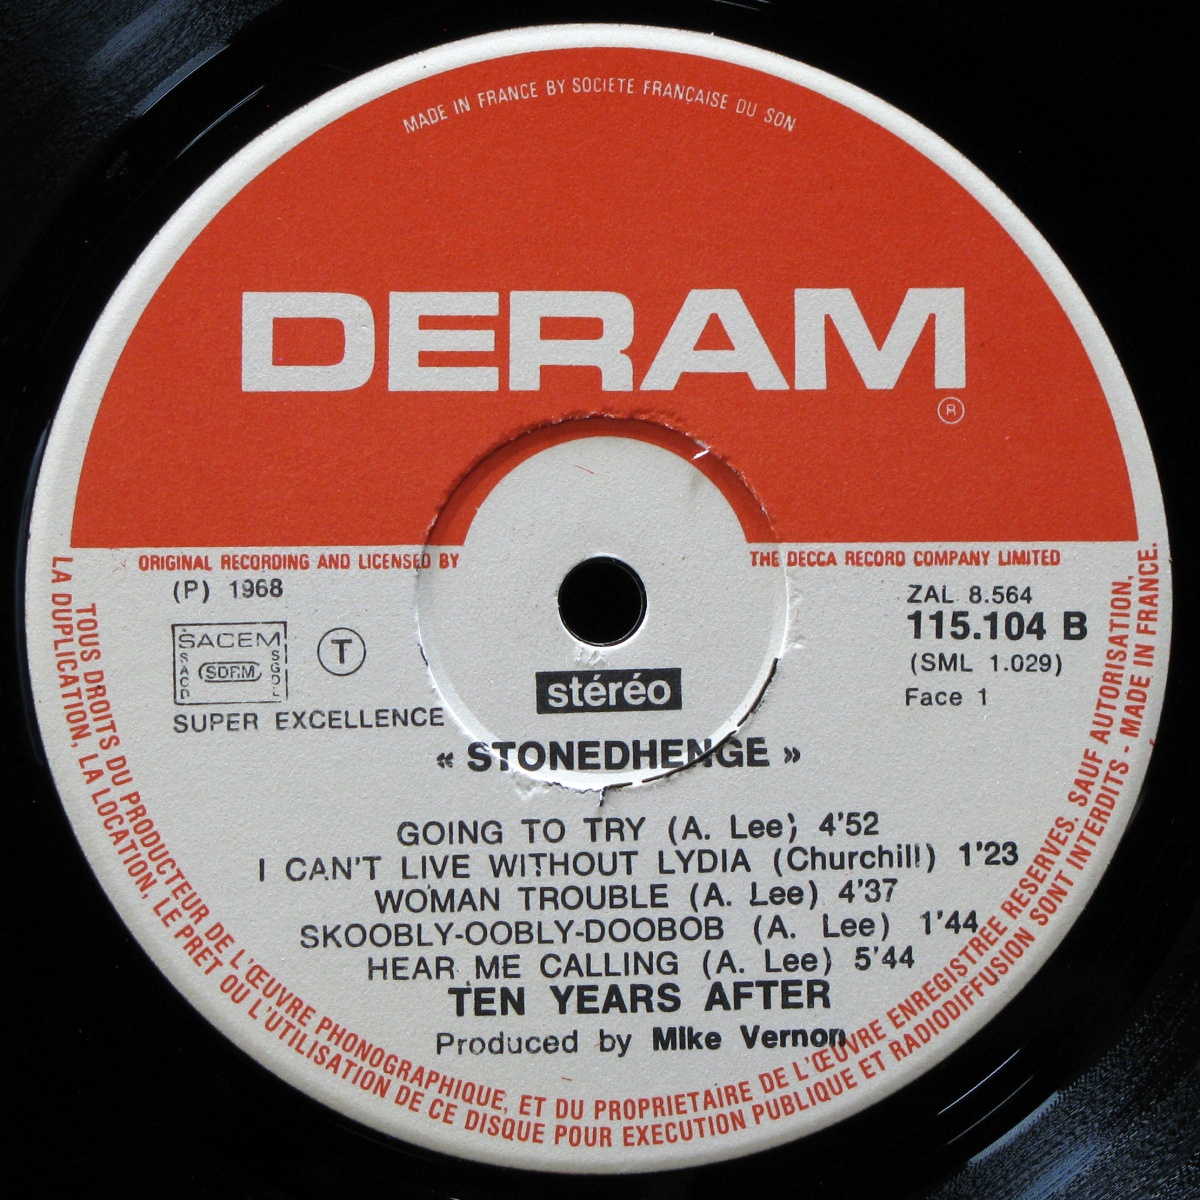 MADE IN FRANCE BY SOCIETE FRANÇAISE DU SON
DERAM
R
ORIGINAL RECORDING AND LICENSED BY THE DECCA RECORD COMPANY LIMITED
(P) 1968
SACEM
SACD
SDRM
SGDL
T
SUPER EXCELLENCE
ZAL 8.564
115.104 B
(SML 1.029)
Face 1
stéréo
« STONEDHENGE »
GOING TO TRY (A. Lee) 4'52
I CAN'T LIVE WITHOUT LYDIA (Churchill) 1'23
WOMAN TROUBLE (A. Lee) 4'37
SKOOBLY-OOBLY-DOOBOB (A. Lee) 1'44
HEAR ME CALLING (A. Lee) 5'44
TEN YEARS AFTER
Produced by Mike Vernon
TOUS DROITS DU PRODUCTEUR DE L'ŒUVRE PHONOGRAPHIQUE, ET DU PROPRIETAIRE DE L'ŒUVRE ENREGISTREE RESERVES. SAUF AUTORISATION,
LA DUPLICATION, LA LOCATION, LE PRET OU L'UTILISATION DE CE DISQUE POUR EXECUTION PUBLIQUE ET RADIODIFFUSION SONT INTERDITS - MADE IN FRANCE.